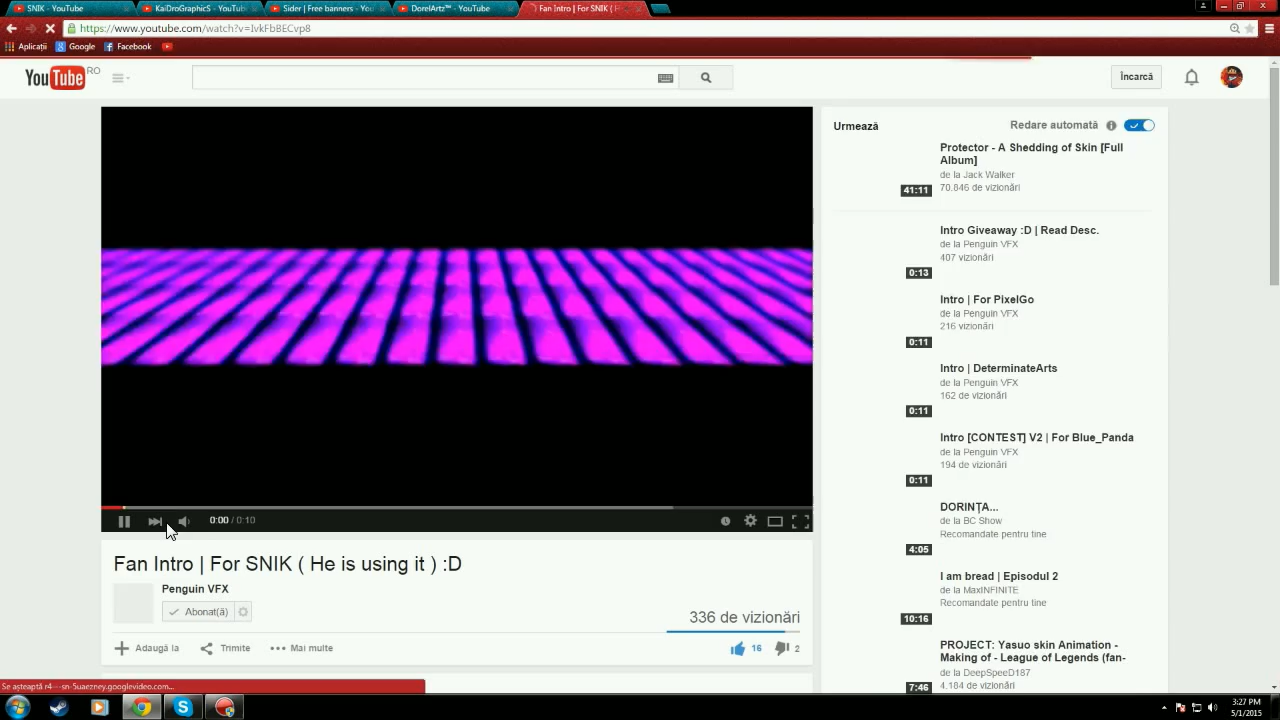 SNIK - YouTube
KaiDroGraphicS - YouTub
Sider | Free banners - You
DorelArtz™ - YouTube
Fan Intro | For SNIK ( H
https://www.youtube.com/watch?v=IvkFbBECvp8
Aplicații
Google
Facebook
YouTube RO
Încarcă
Urmează
Redare automată
Protector - A Shedding of Skin [Full
Album]
de la Jack Walker
70.846 de vizionări
41:11
Intro Giveaway :D | Read Desc.
de la Penguin VFX
407 vizionări
0:13
Intro | For PixelGo
de la Penguin VFX
216 vizionări
0:11
Intro | DeterminateArts
de la Penguin VFX
162 de vizionări
0:11
Intro [CONTEST] V2 | For Blue_Panda
de la Penguin VFX
194 de vizionări
0:11
DORINȚA...
de la BC Show
Recomandate pentru tine
4:05
I am bread | Episodul 2
de la MaxINFINITE
Recomandate pentru tine
10:16
PROJECT: Yasuo skin Animation -
Making of - League of Legends (fan-
de la DeepSpeeD187
4.184 de vizionări
7:46
0:00 / 0:10
Fan Intro | For SNIK ( He is using it ) :D
Penguin VFX
Abonat(ă)
336 de vizionări
Adaugă la
Trimite
Mai multe
16
2
Se așteaptă r4---sn-5uaezney.googlevideo.com...
3:27 PM
5/1/2015